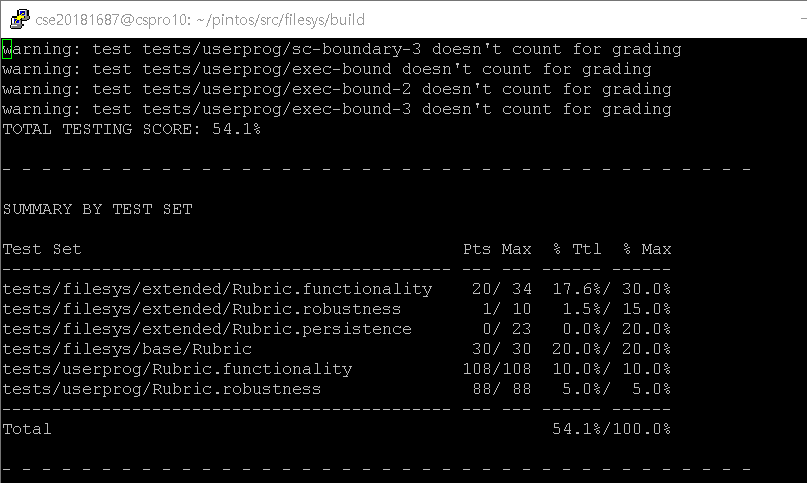 cse20181687@cspro10: ~/pintos/src/filesys/build
warning: test tests/userprog/sc-boundary-3 doesn't count for grading
warning: test tests/userprog/exec-bound doesn't count for grading
warning: test tests/userprog/exec-bound-2 doesn't count for grading
warning: test tests/userprog/exec-bound-3 doesn't count for grading
TOTAL TESTING SCORE: 54.1%
- - - - - - - - - - - - - - - - - - - - - - - - - - - - - - - - - - - - - -
SUMMARY BY TEST SET
Test Set                                      Pts Max  % Ttl  % Max
--------------------------------------------- --- --- ------ ------
tests/filesys/extended/Rubric.functionality    20/ 34  17.6%/ 30.0%
tests/filesys/extended/Rubric.robustness        1/ 10   1.5%/ 15.0%
tests/filesys/extended/Rubric.persistence       0/ 23   0.0%/ 20.0%
tests/filesys/base/Rubric                      30/ 30  20.0%/ 20.0%
tests/userprog/Rubric.functionality           108/108  10.0%/ 10.0%
tests/userprog/Rubric.robustness               88/ 88   5.0%/  5.0%
--------------------------------------------- --- --- ------ ------
Total                                                  54.1%/100.0%
- - - - - - - - - - - - - - - - - - - - - - - - - - - - - - - - - - - - - -